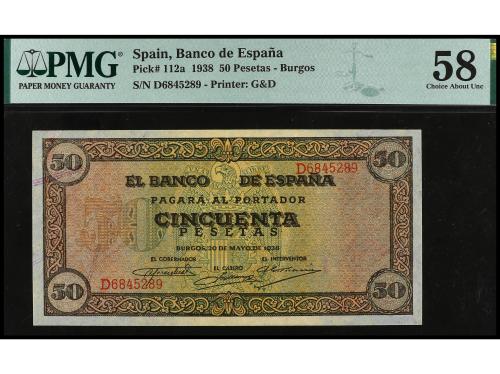 PMG
PAPER MONEY GUARANTY
Spain, Banco de España
Pick# 112a 1938 50 Pesetas - Burgos
S/N D6845289 - Printer: G&D
58
Choice About Unc
50 50
D6845289
EL BANCO DE ESPAÑA
PAGARÁ AL PORTADOR
CINCUENTA
PESETAS
BURGOS, 20 DE MAYO DE 1938
EL GOBERNADOR EL CAJERO EL INTERVENTOR
D6845289
50 50